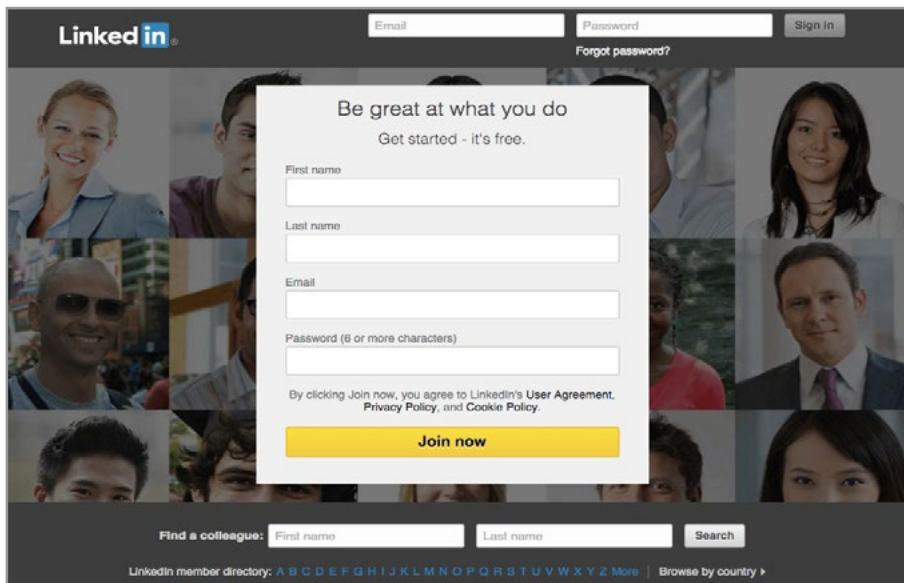 Linked in ®
Email Password Sign in
Forgot password?
Be great at what you do
Get started - it's free.
First name
Last name
Email
Password (6 or more characters)
By clicking Join now, you agree to LinkedIn's User Agreement,
Privacy Policy, and Cookie Policy.
Join now
Find a colleague: First name Last name Search
LinkedIn member directory: A B C D E F G H I J K L M N O P Q R S T U V W X Y Z More | Browse by country ▸